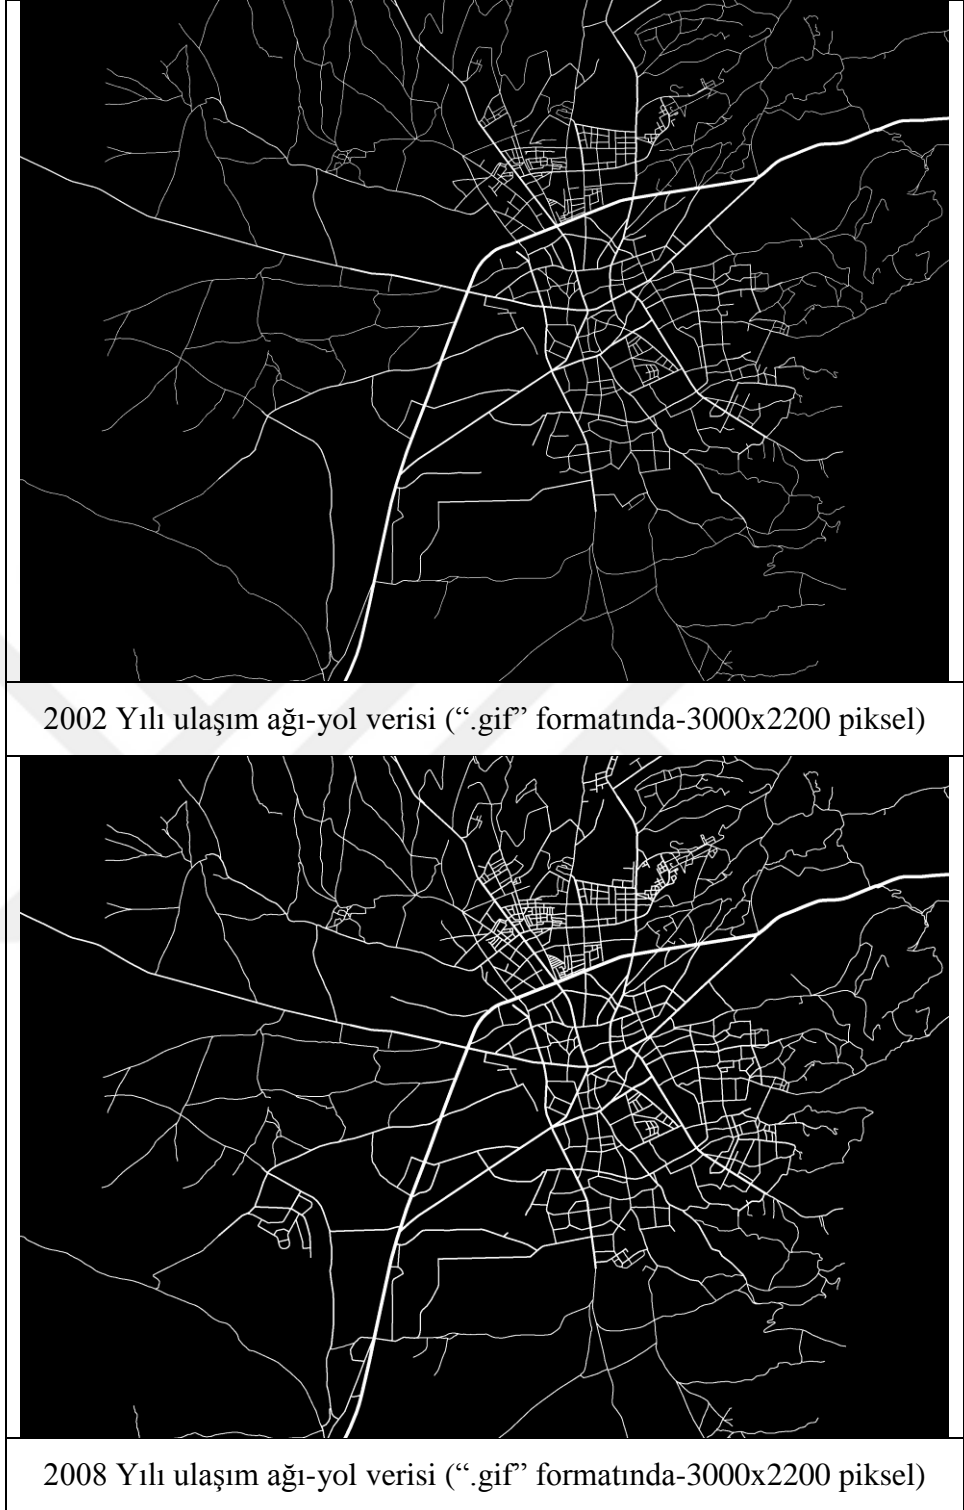 2002 Yılı ulaşım ağı-yol verisi (“.gif” formatında-3000x2200 piksel)
2008 Yılı ulaşım ağı-yol verisi (“.gif” formatında-3000x2200 piksel)